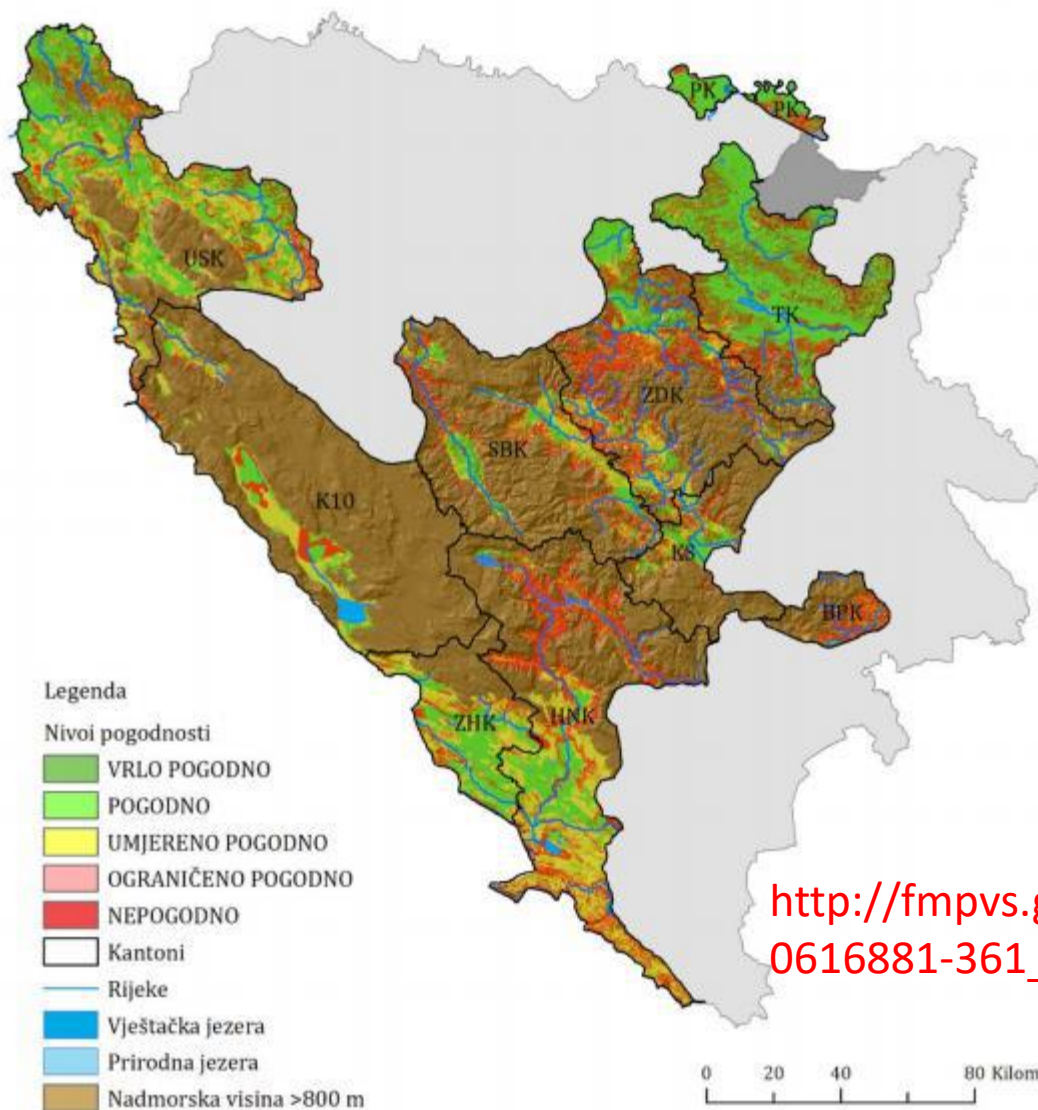 PK
PK
USK
TK
ZDK
SBK
K10
KS
BPK
ZHK
HNK
Legenda
Nivoi pogodnosti
VRLO POGODNO
POGODNO
UMJERENO POGODNO
OGRANIČENO POGODNO
NEPOGODNO
Kantoni
Rijeke
Vještačka jezera
Prirodna jezera
Nadmorska visina >800 m
http://fmpvs.g
0616881-361_
0 20 40 80 Kilom